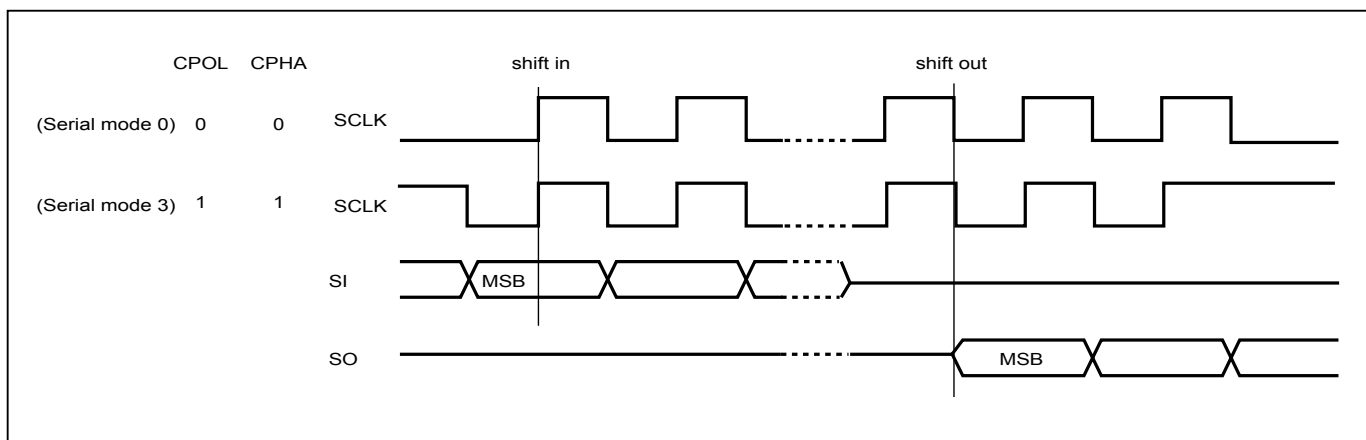 CPOL CPHA shift in shift out
(Serial mode 0) 0 0 SCLK
(Serial mode 3) 1 1 SCLK
SI MSB
SO MSB